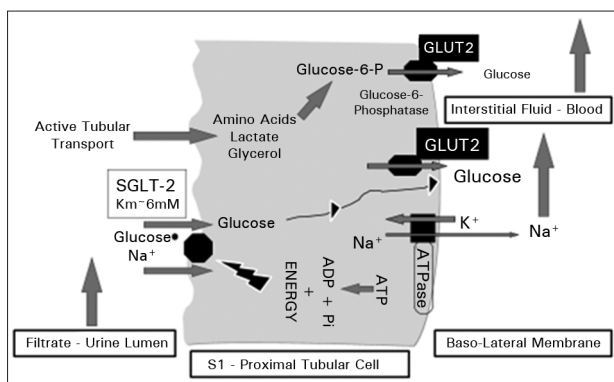 GLUT2
Glucose-6-P
Glucose
Glucose-6-
Phosphatase
Interstitial Fluid - Blood
Active Tubular
Transport
Amino Acids
Lactate
Glycerol
GLUT2
Glucose
SGLT-2
Km~6mM
Glucose
Glucose•
Na⁺
K⁺
Na⁺
Na⁺
ATPase
ATP
ADP + Pi
+
ENERGY
Filtrate - Urine Lumen
S1 - Proximal Tubular Cell
Baso-Lateral Membrane